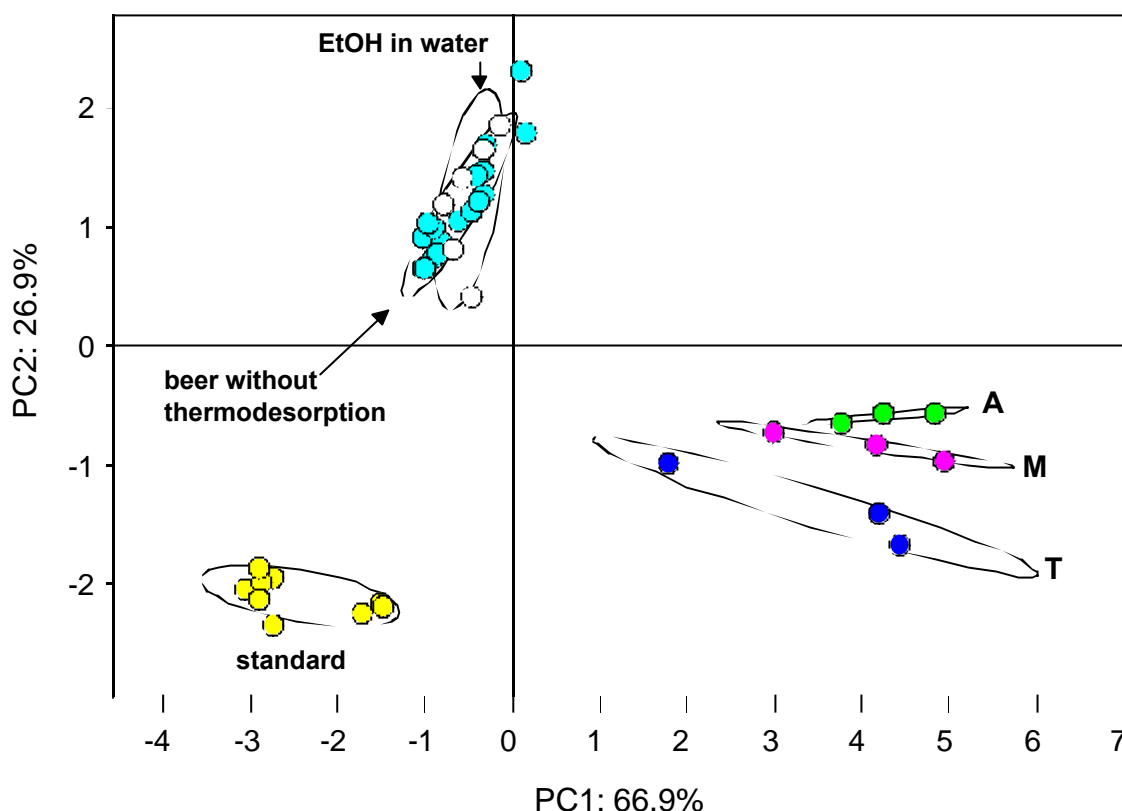 EtOH in water
2
1
0
beer without
thermodesorption
A
M
-1
T
-2
standard
-4 -3 -2 -1 0 1 2 3 4 5 6 7
PC1: 66.9%
PC2: 26.9%